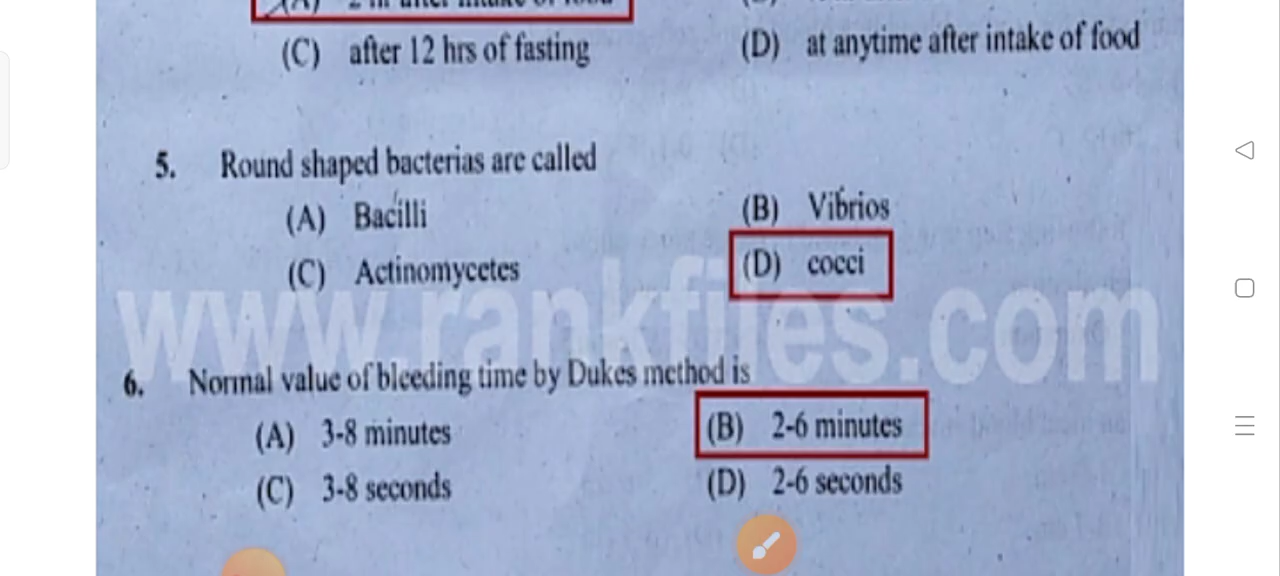 (C) after 12 hrs of fasting (D) at anytime after intake of food
5. Round shaped bacterias are called
(A) Bacilli (B) Vibrios
(C) Actinomycetes (D) cocci
www.rankfiles.com
6. Normal value of bleeding time by Dukes method is
(A) 3-8 minutes (B) 2-6 minutes
(C) 3-8 seconds (D) 2-6 seconds